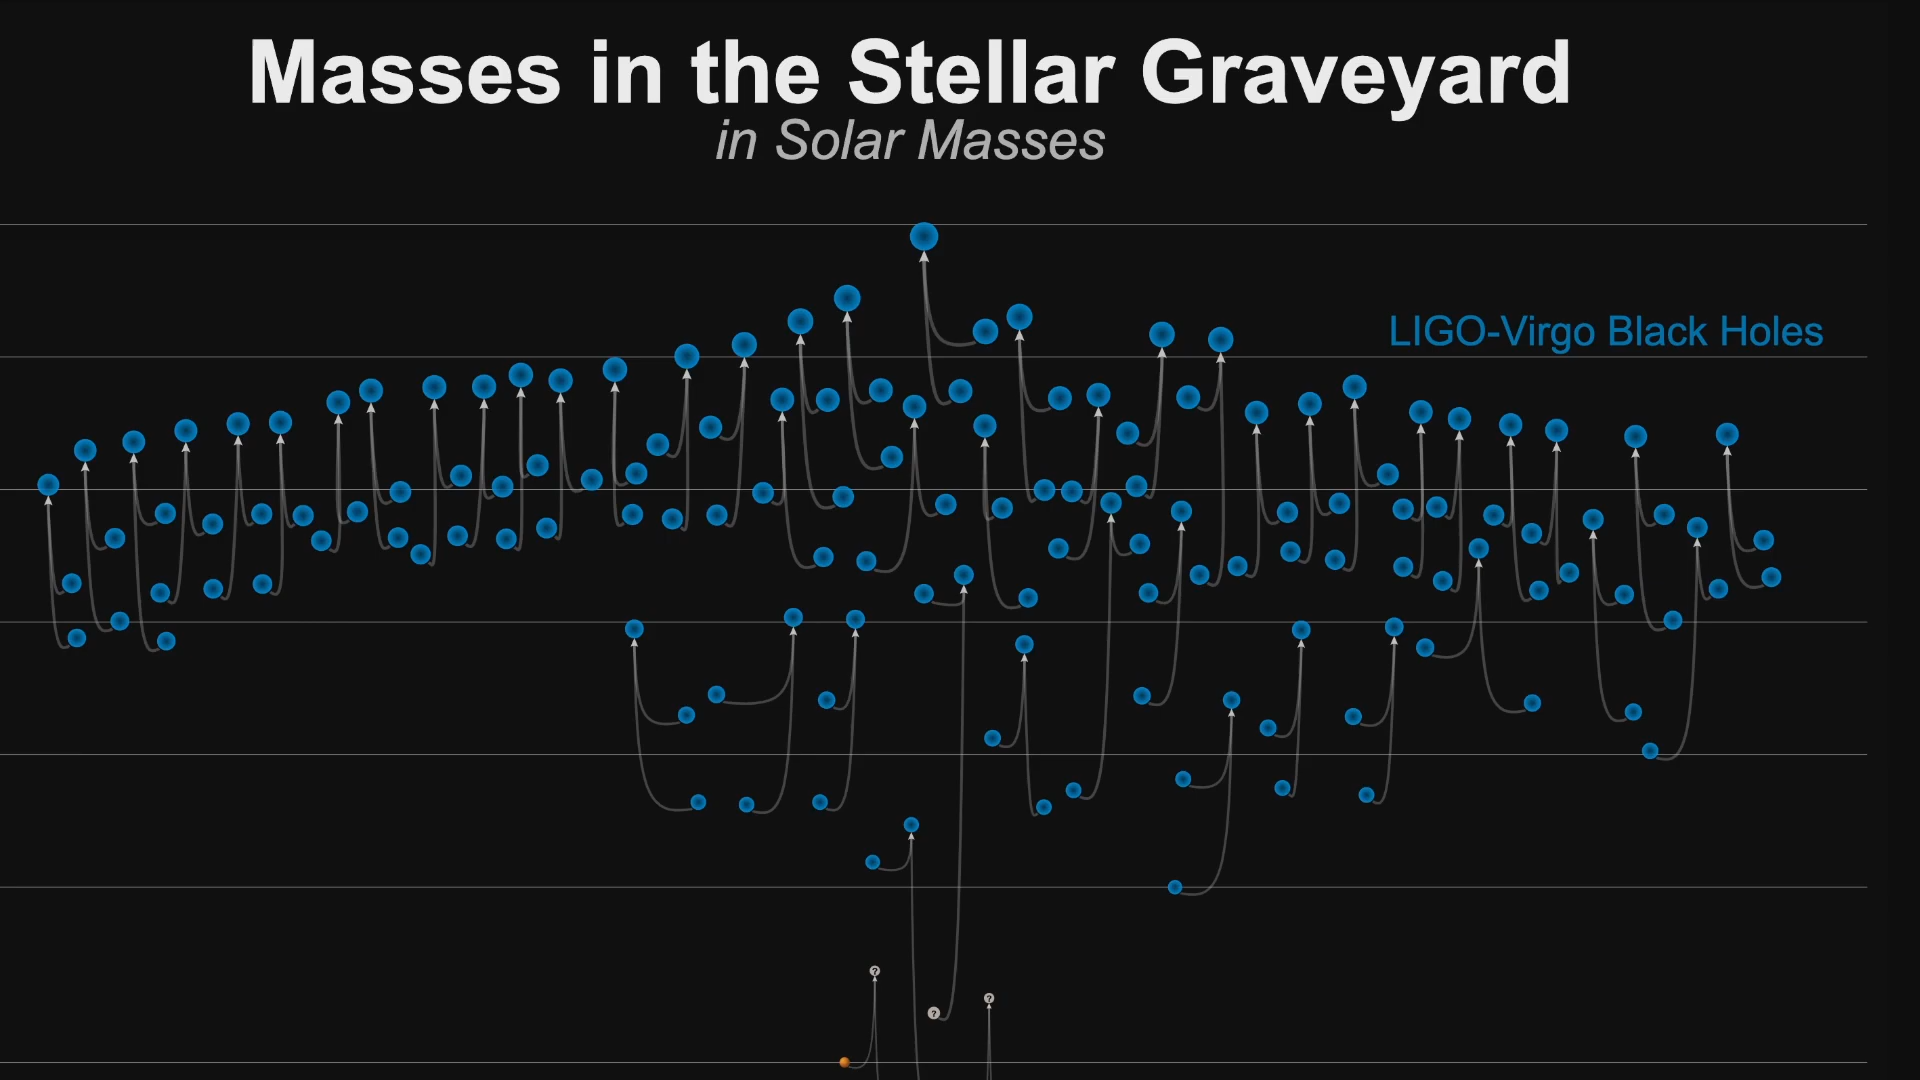 Masses in the Stellar Graveyard
in Solar Masses
LIGO-Virgo Black Holes
?
?
?